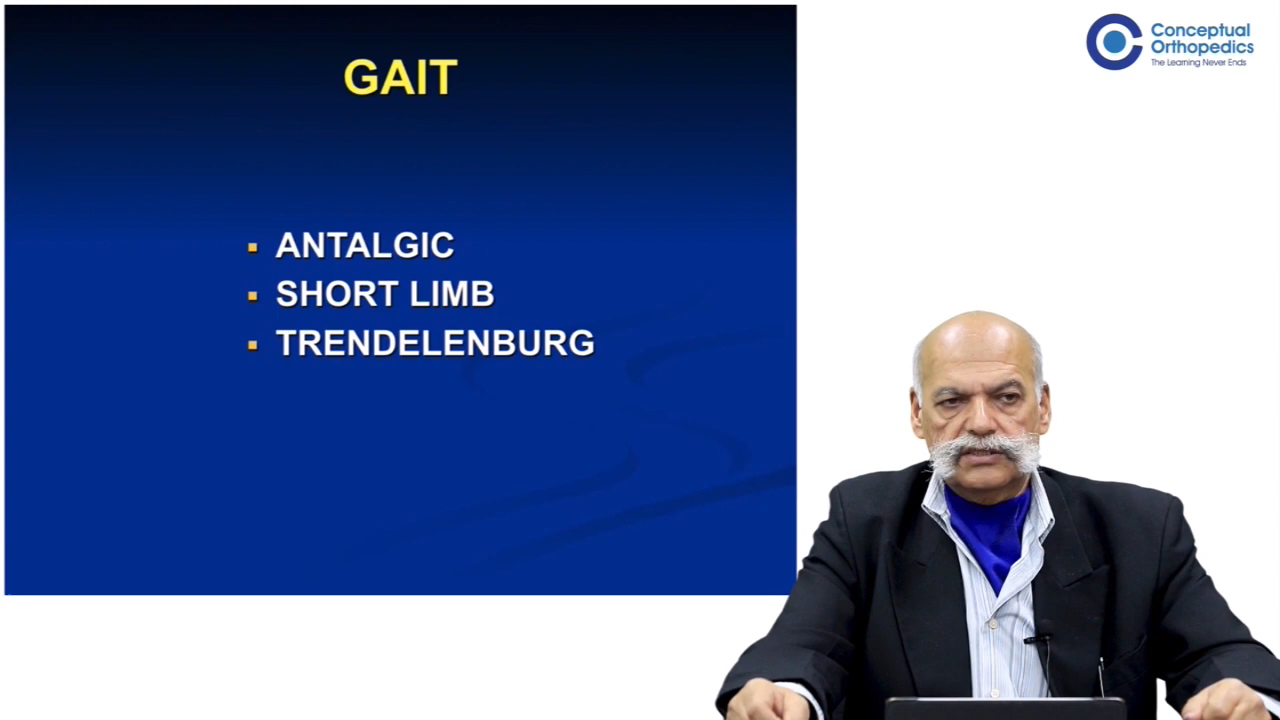 GAIT
▪ ANTALGIC
▪ SHORT LIMB
▪ TRENDELENBURG
Conceptual
Orthopedics
The Learning Never Ends